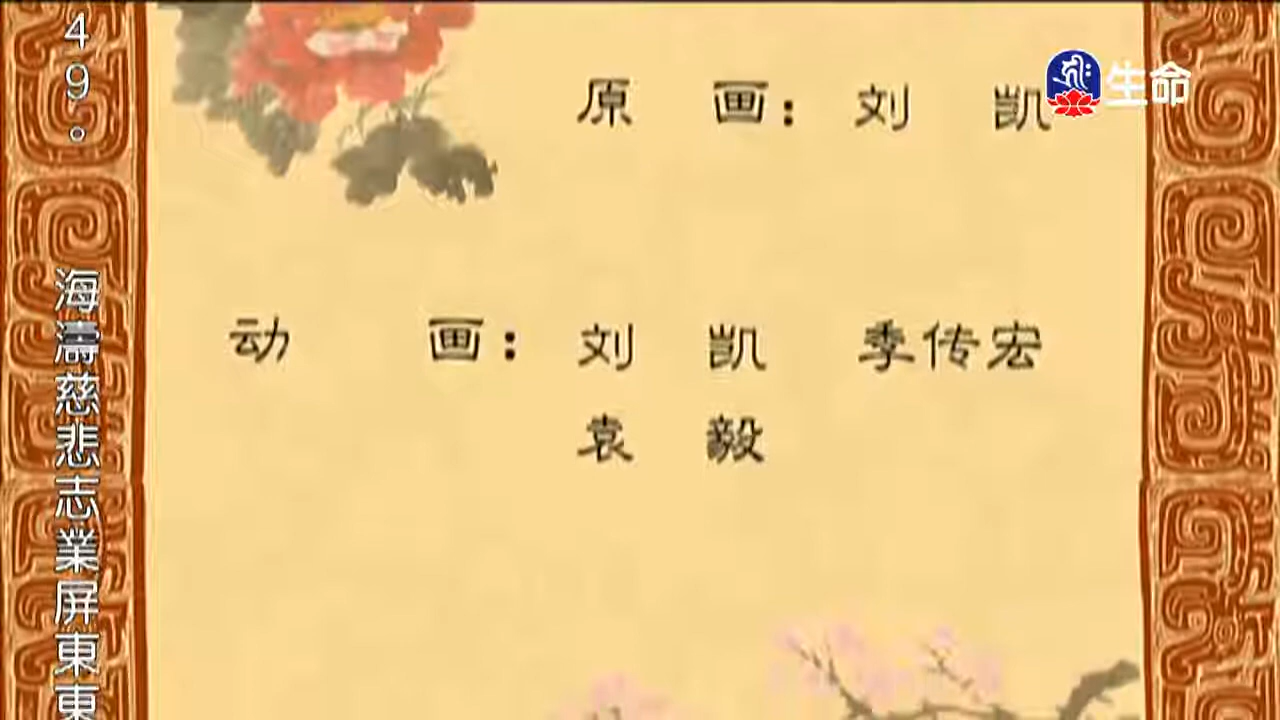 原画：刘凯
动画：刘凯 季传宏
袁毅
生命
49。
海濤慈悲志業屏東東